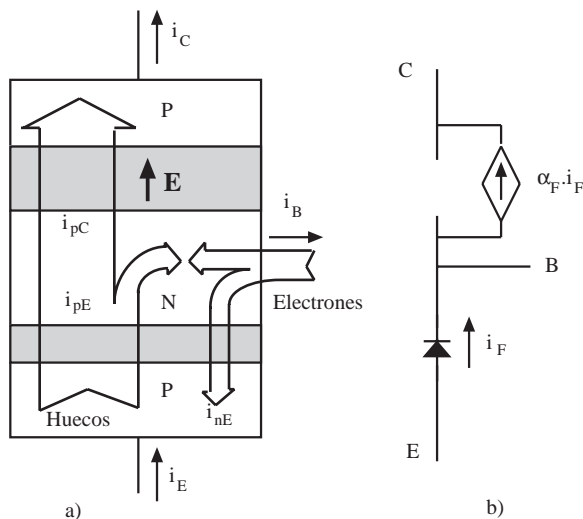 i_C
P
E
i_pC
i_B
i_pE
N
Electrones
P
Huecos
i_nE
i_E
a)
C
α_F.i_F
B
i_F
E
b)